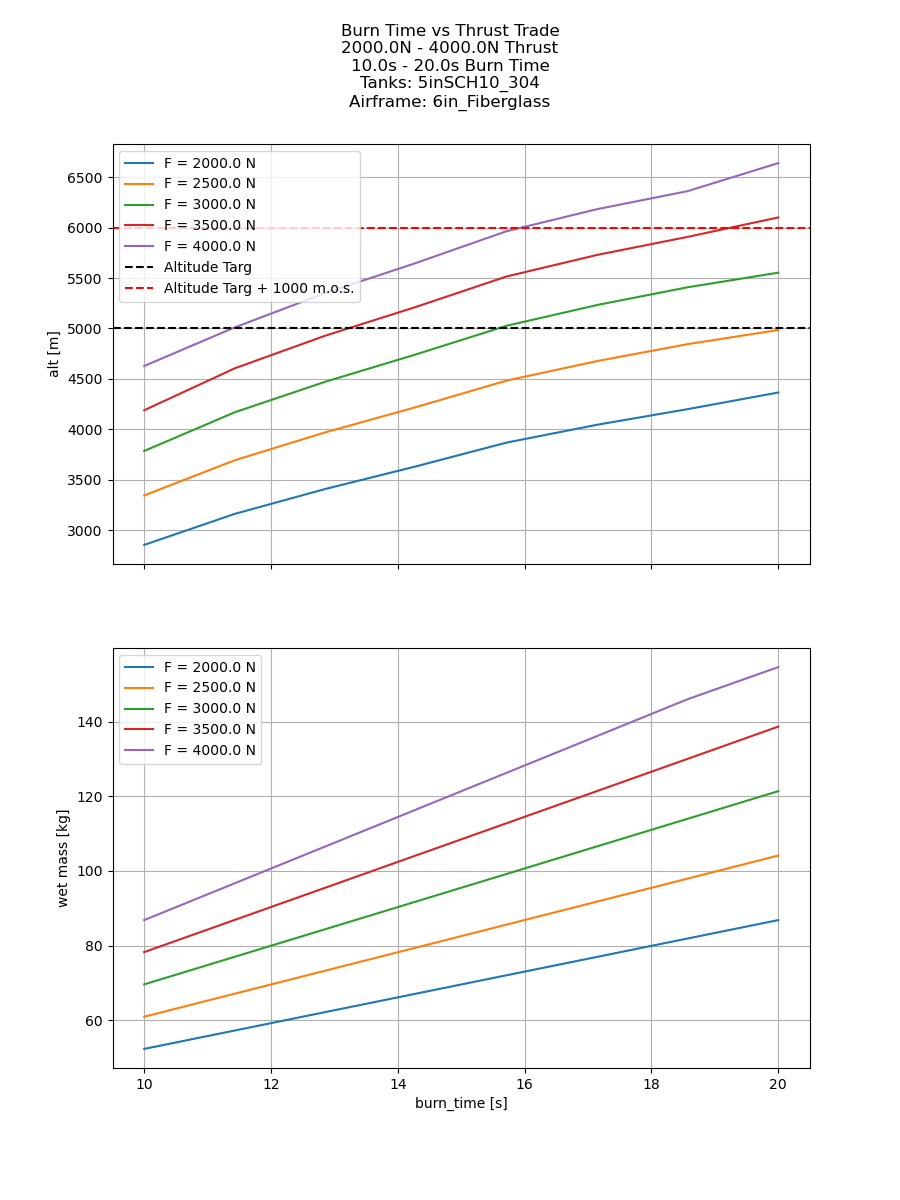 Burn Time vs Thrust Trade
2000.0N - 4000.0N Thrust
10.0s - 20.0s Burn Time
Tanks: 5inSCH10_304
Airframe: 6in_Fiberglass
F = 2000.0 N
F = 2500.0 N
F = 3000.0 N
F = 3500.0 N
F = 4000.0 N
Altitude Targ
Altitude Targ + 1000 m.o.s.
alt [m]
6500
6000
5500
5000
4500
4000
3500
3000
F = 2000.0 N
F = 2500.0 N
F = 3000.0 N
F = 3500.0 N
F = 4000.0 N
wet mass [kg]
140
120
100
80
60
10 12 14 16 18 20
burn_time [s]